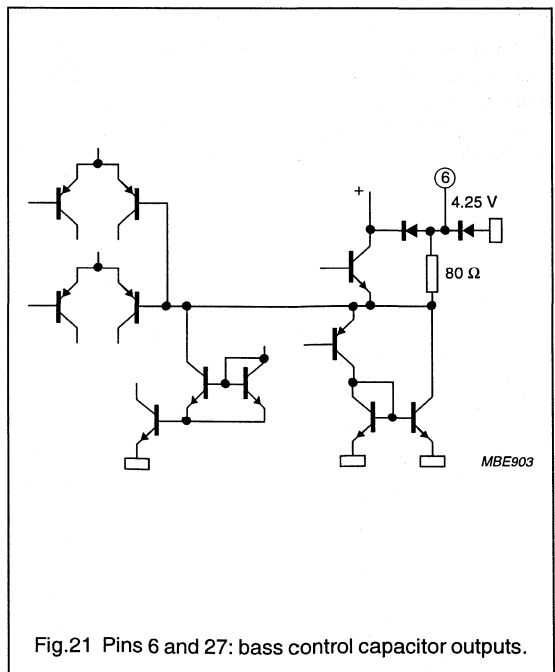 6
+
4.25 V
80 Ω
MBE903
Fig.21 Pins 6 and 27: bass control capacitor outputs.